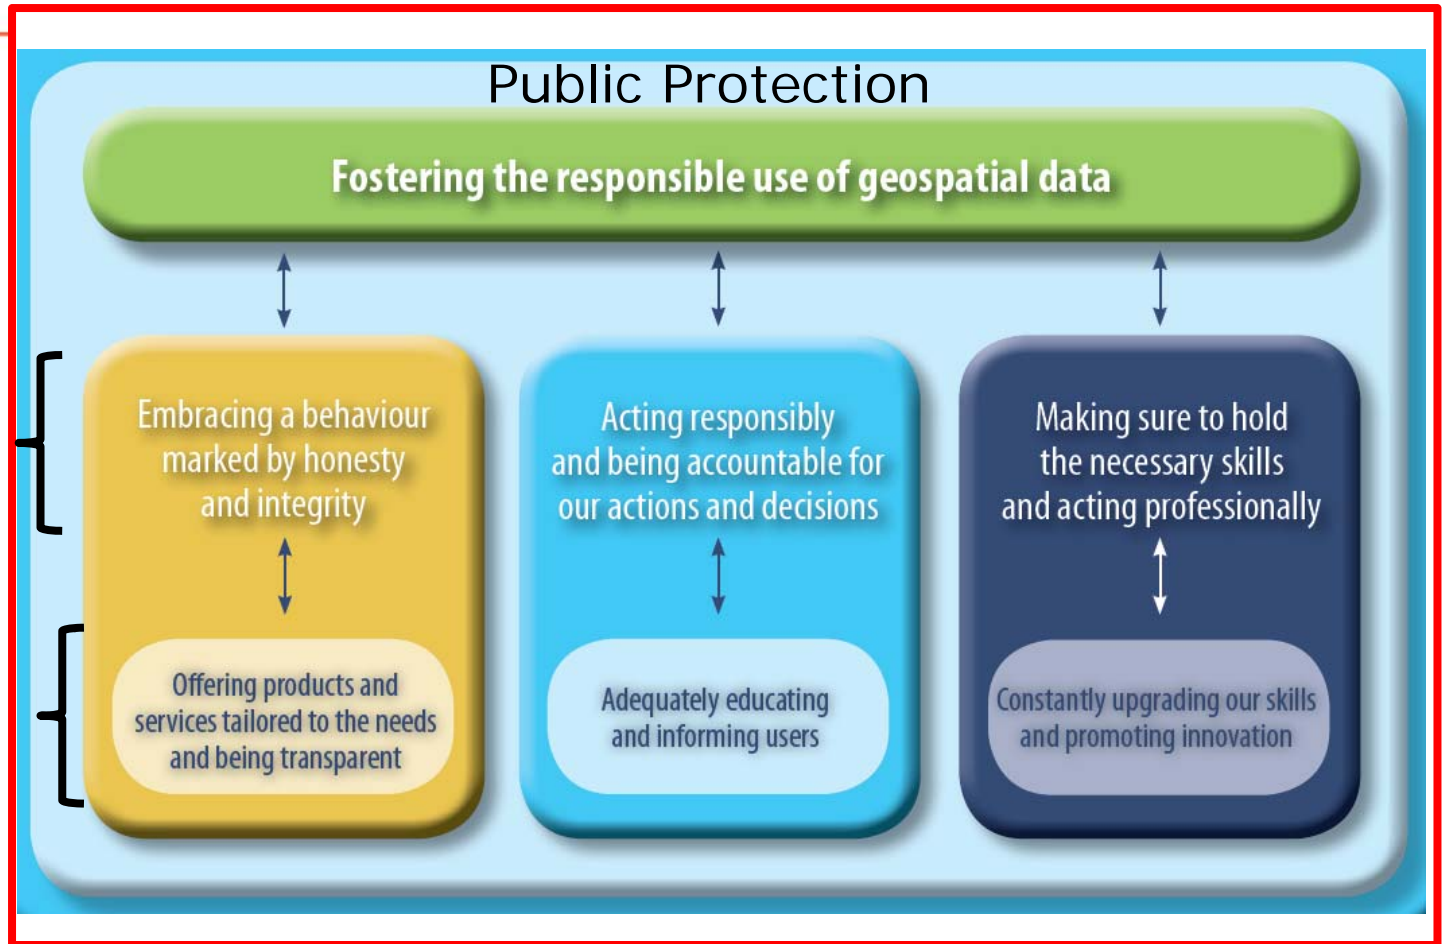 Public Protection
Fostering the responsible use of geospatial data
Embracing a behaviour
marked by honesty
and integrity
Offering products and
services tailored to the needs
and being transparent
Acting responsibly
and being accountable for
our actions and decisions
Adequately educating
and informing users
Making sure to hold
the necessary skills
and acting professionally
Constantly upgrading our skills
and promoting innovation